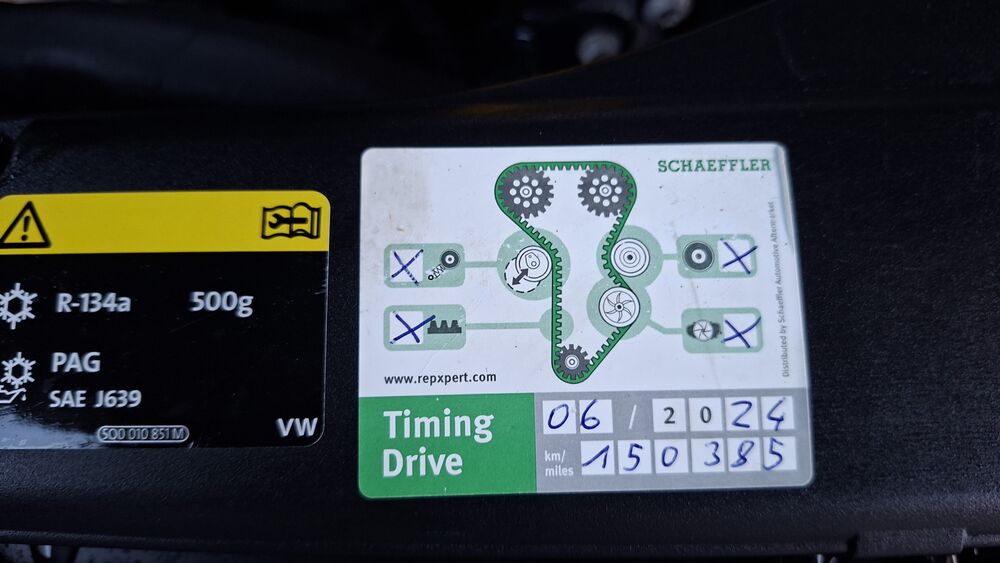 R-134a 500g
PAG
SAE J639
5Q0 010 851 M
VW
SCHAEFFLER
Distributed by Schaeffler Automotive Aftermarket
www.repxpert.com
Timing
Drive
06 / 2024
km/
miles
150385